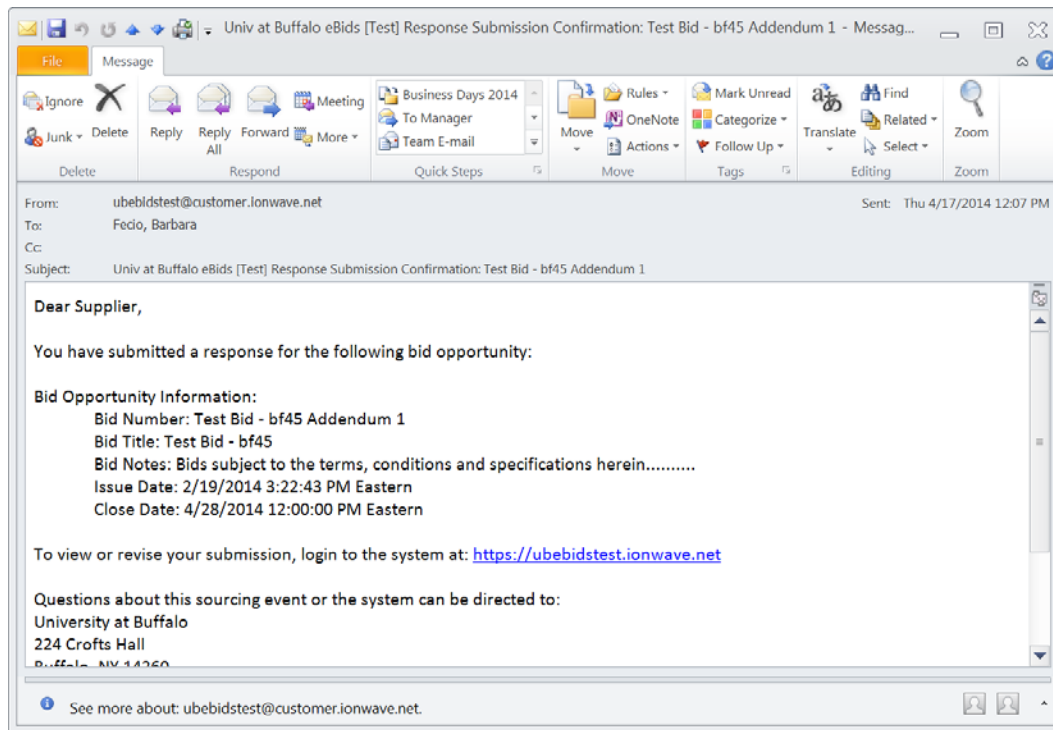 Univ at Buffalo eBids [Test] Response Submission Confirmation: Test Bid - bf45 Addendum 1 - Messag...
File Message
Ignore
Junk
Delete
Reply
Reply All
Forward
Meeting
More
Business Days 2014
To Manager
Team E-mail
Move
Rules
OneNote
Actions
Mark Unread
Categorize
Follow Up
Translate
Find
Related
Select
Zoom
Delete Respond Quick Steps Move Tags Editing Zoom
From: ubebidstest@customer.ionwave.net Sent: Thu 4/17/2014 12:07 PM
To: Fecio, Barbara
Cc:
Subject: Univ at Buffalo eBids [Test] Response Submission Confirmation: Test Bid - bf45 Addendum 1
Dear Supplier,
You have submitted a response for the following bid opportunity:
Bid Opportunity Information:
Bid Number: Test Bid - bf45 Addendum 1
Bid Title: Test Bid - bf45
Bid Notes: Bids subject to the terms, conditions and specifications herein..........
Issue Date: 2/19/2014 3:22:43 PM Eastern
Close Date: 4/28/2014 12:00:00 PM Eastern
To view or revise your submission, login to the system at: https://ubebidstest.ionwave.net
Questions about this sourcing event or the system can be directed to:
University at Buffalo
224 Crofts Hall
Buffalo, NY 14260
See more about: ubebidstest@customer.ionwave.net.